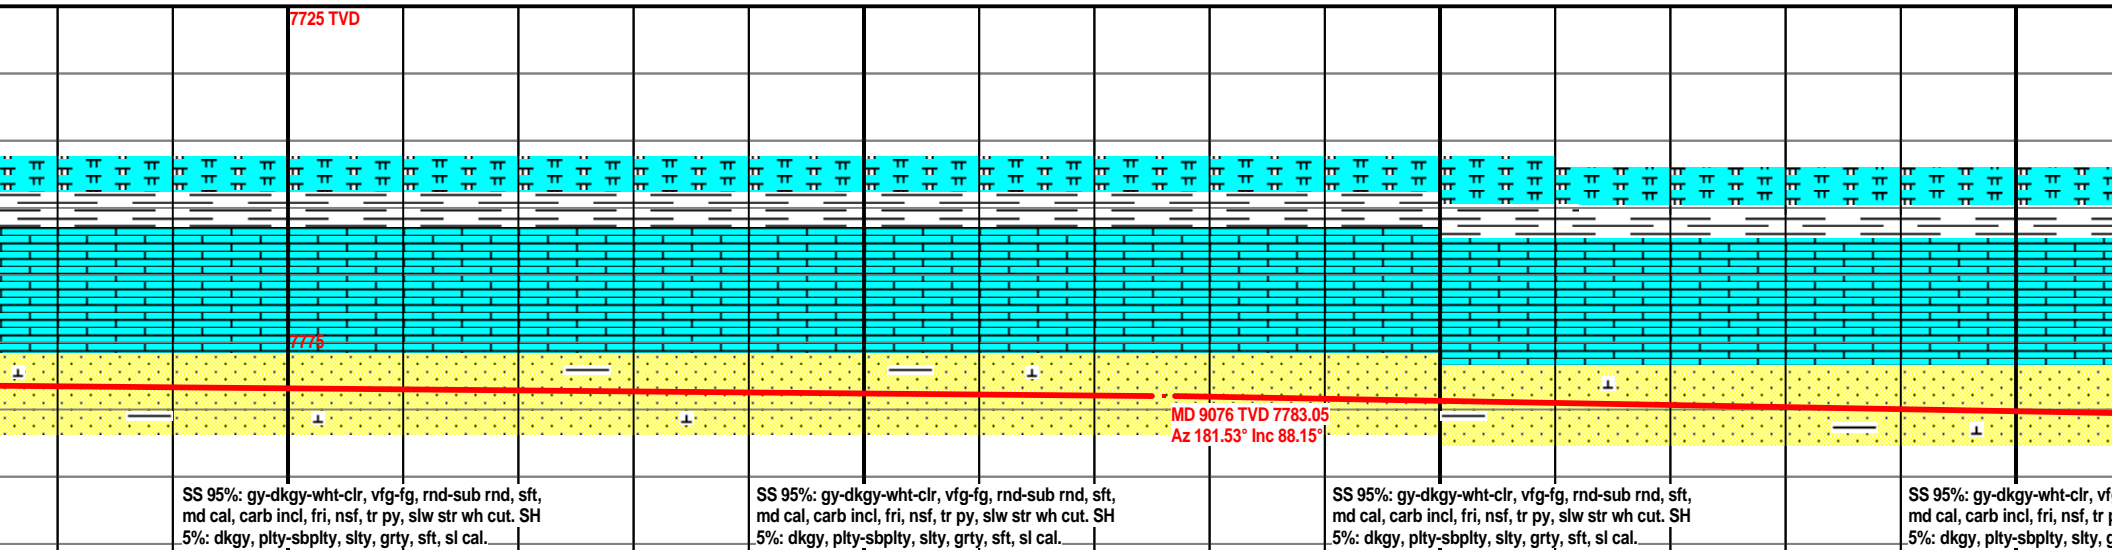 7725 TVD
7775
MD 9076 TVD 7783.05
Az 181.53° Inc 88.15°
SS 95%: gy-dkgy-wht-clr, vfg-fg, rnd-sub rnd, sft,
md cal, carb incl, fri, nsf, tr py, slw str wh cut. SH
5%: dkgy, plty-sbplty, slty, grty, sft, sl cal.
SS 95%: gy-dkgy-wht-clr, vfg-fg, rnd-sub rnd, sft,
md cal, carb incl, fri, nsf, tr py, slw str wh cut. SH
5%: dkgy, plty-sbplty, slty, grty, sft, sl cal.
SS 95%: gy-dkgy-wht-clr, vfg-fg, rnd-sub rnd, sft,
md cal, carb incl, fri, nsf, tr py, slw str wh cut. SH
5%: dkgy, plty-sbplty, slty, grty, sft, sl cal.
SS 95%: gy-dkgy-wht-clr, vf
md cal, carb incl, fri, nsf, tr p
5%: dkgy, plty-sbplty, slty, g